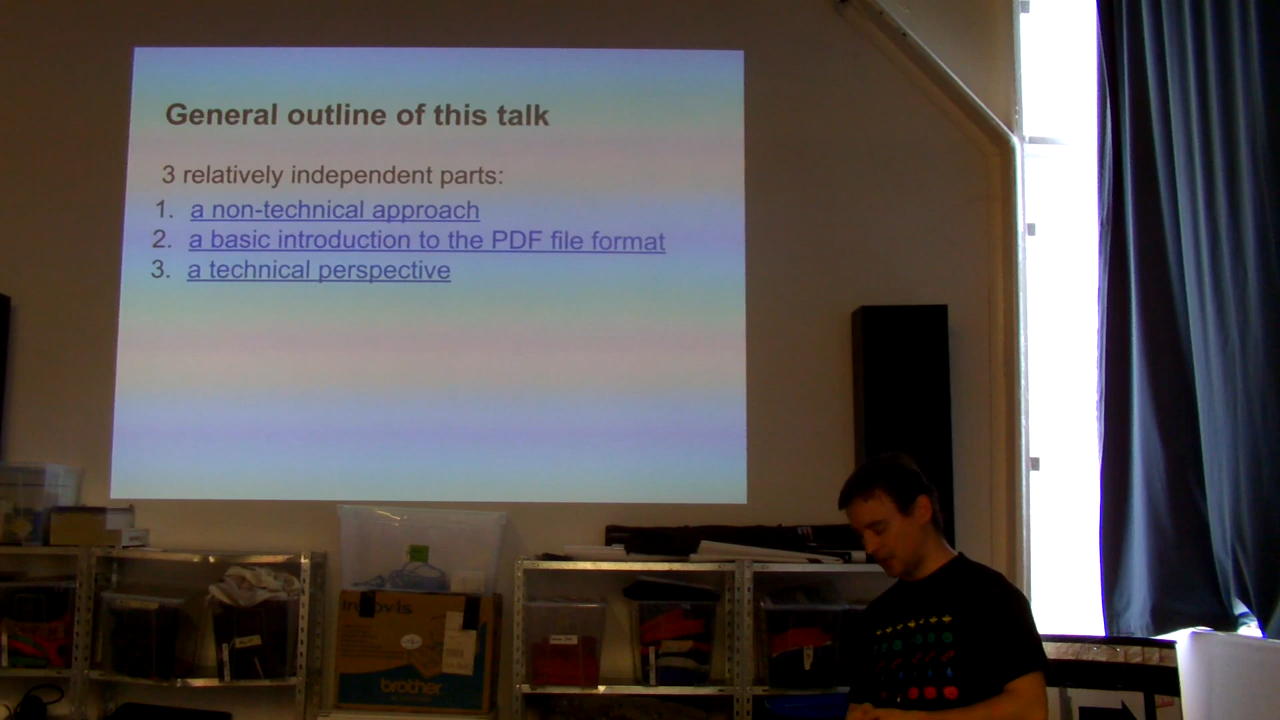 General outline of this talk
3 relatively independent parts:
1. a non-technical approach
2. a basic introduction to the PDF file format
3. a technical perspective
brother